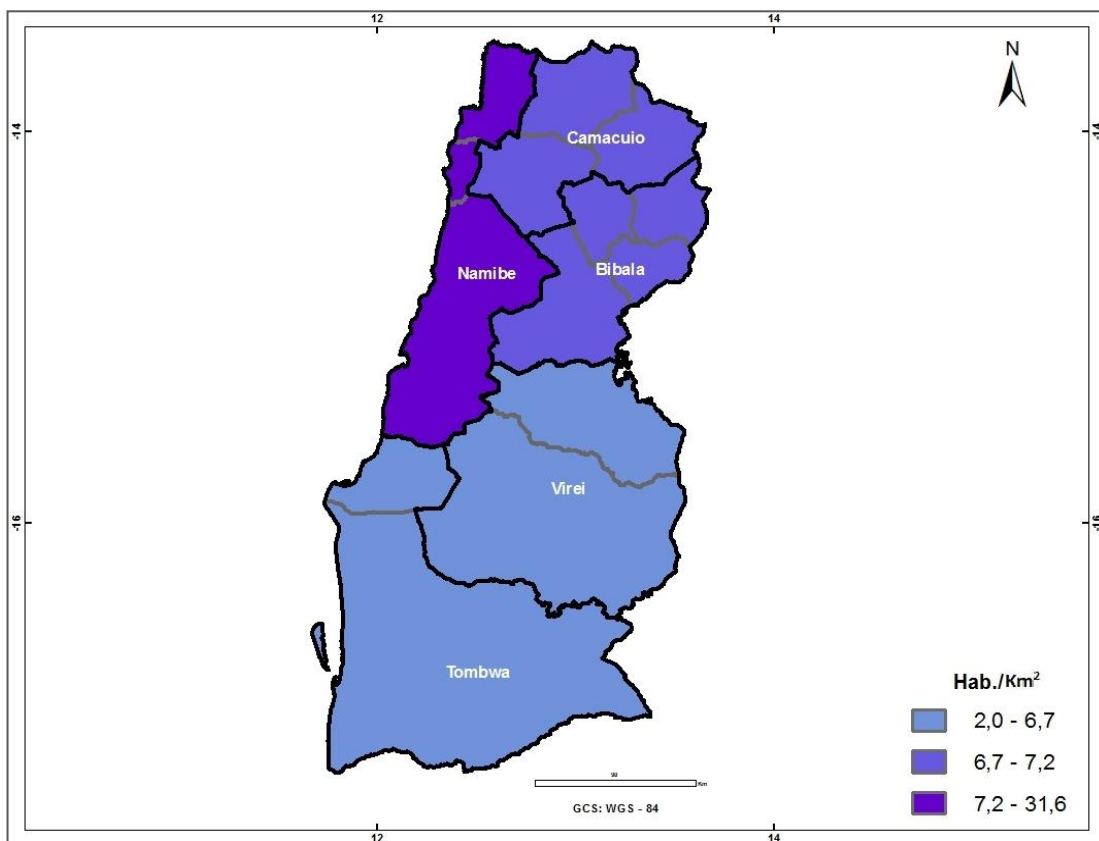 12
14
N
-14
-14
Camacuio
Namibe
Bibala
Virei
-16
-16
Tombwa
Hab./Km²
2,0 - 6,7
6,7 - 7,2
7,2 - 31,6
Km
GCS: WGS - 84
12
14